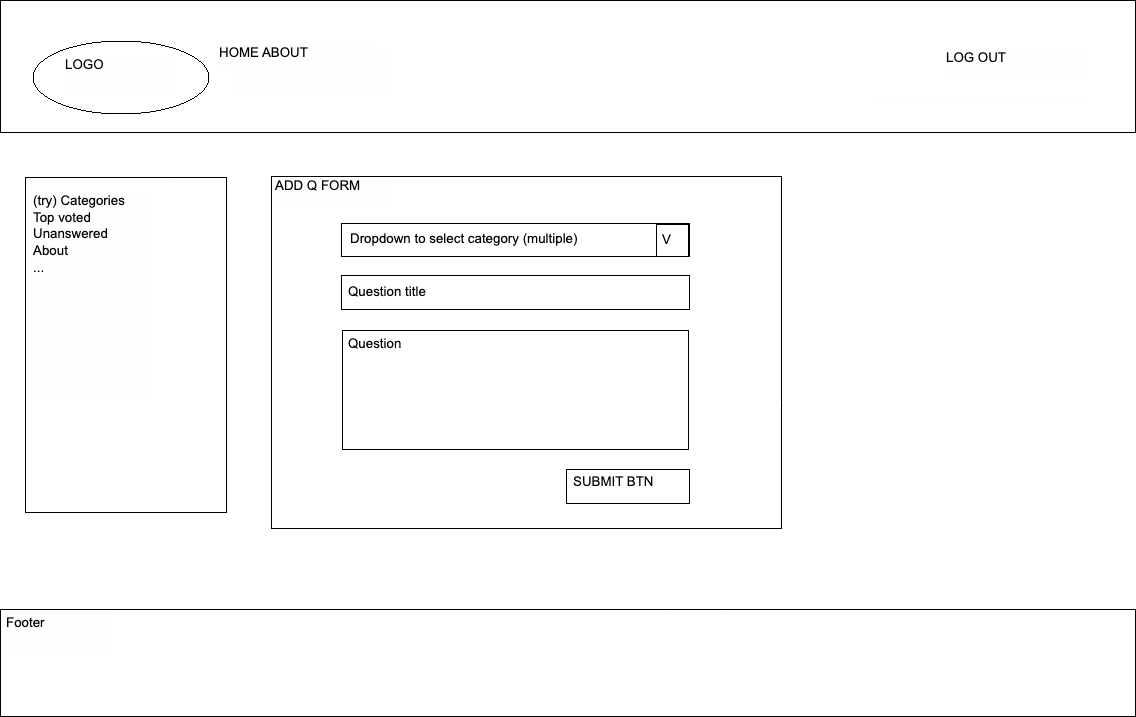 LOGO
HOME ABOUT
LOG OUT
(try) Categories
Top voted
Unanswered
About
...
ADD Q FORM
Dropdown to select category (multiple)
V
Question title
Question
SUBMIT BTN
Footer